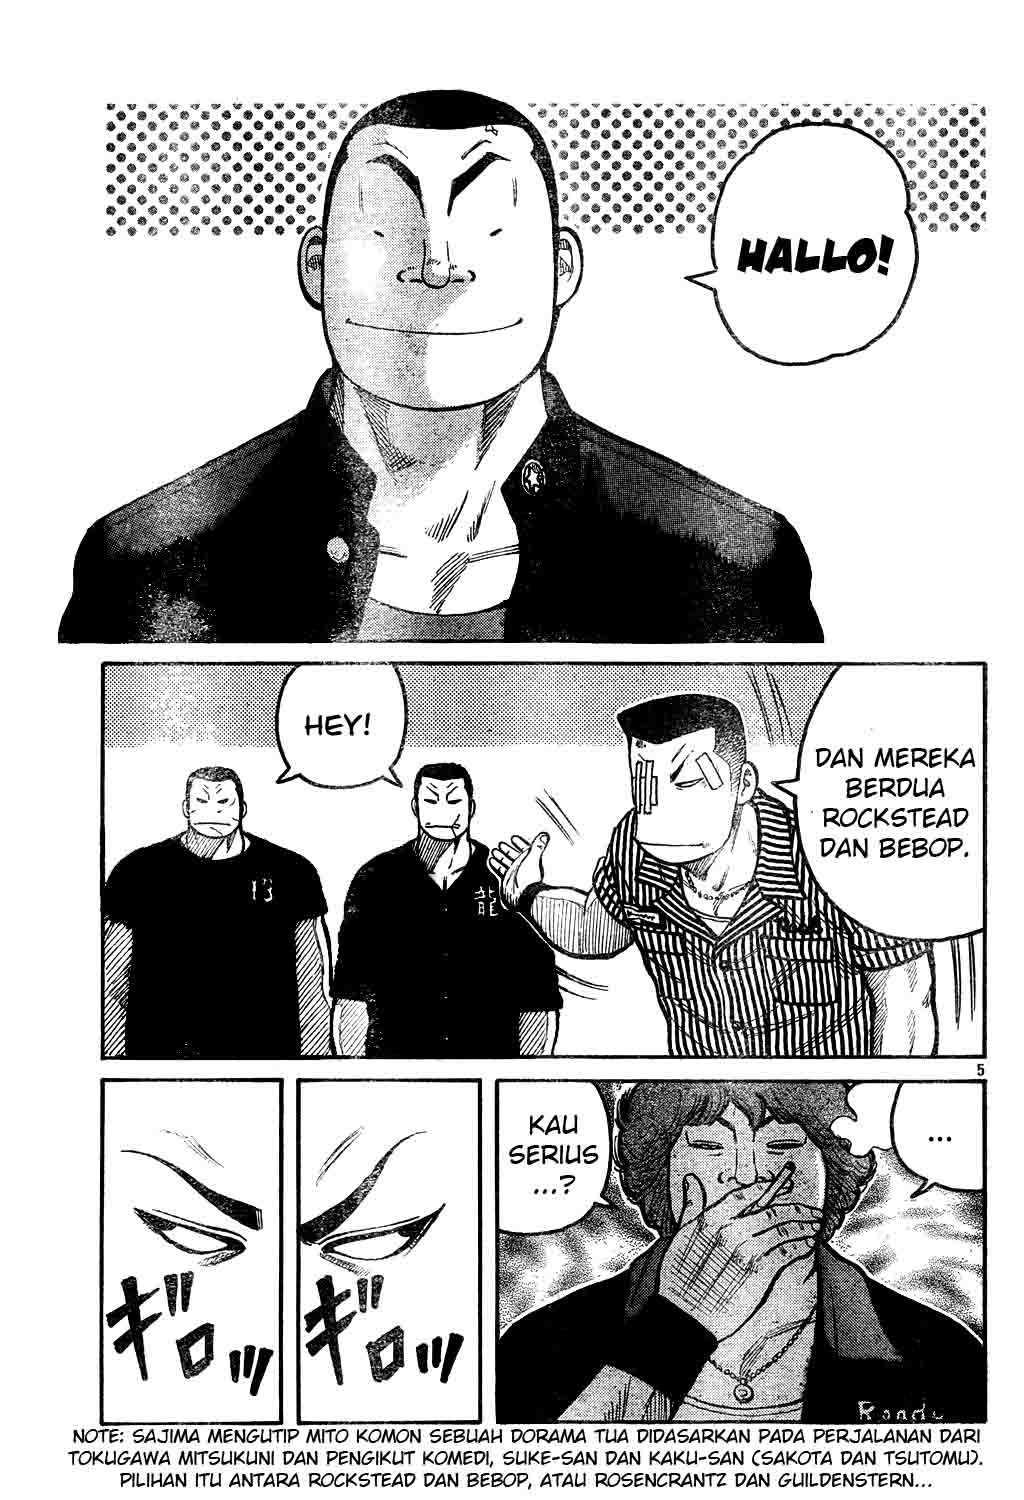 HALLO!
HEY!
DAN MEREKA
BERDUA
ROCKSTEAD
DAN BEBOP.
龍
5
KAU
SERIUS
...?
...
ギロッ
ギロッ
NOTE: SAJIMA MENGUTIP MITO KOMON SEBUAH DORAMA TUA DIDASARKAN PADA PERJALANAN DARI
TOKUGAWA MITSUKUNI DAN PENGIKUT KOMEDI, SUKE-SAN DAN KAKU-SAN (SAKOTA DAN TSUTOMU).
PILIHAN ITU ANTARA ROCKSTEAD DAN BEBOP, ATAU ROSENCRANTZ DAN GUILDENSTERN...